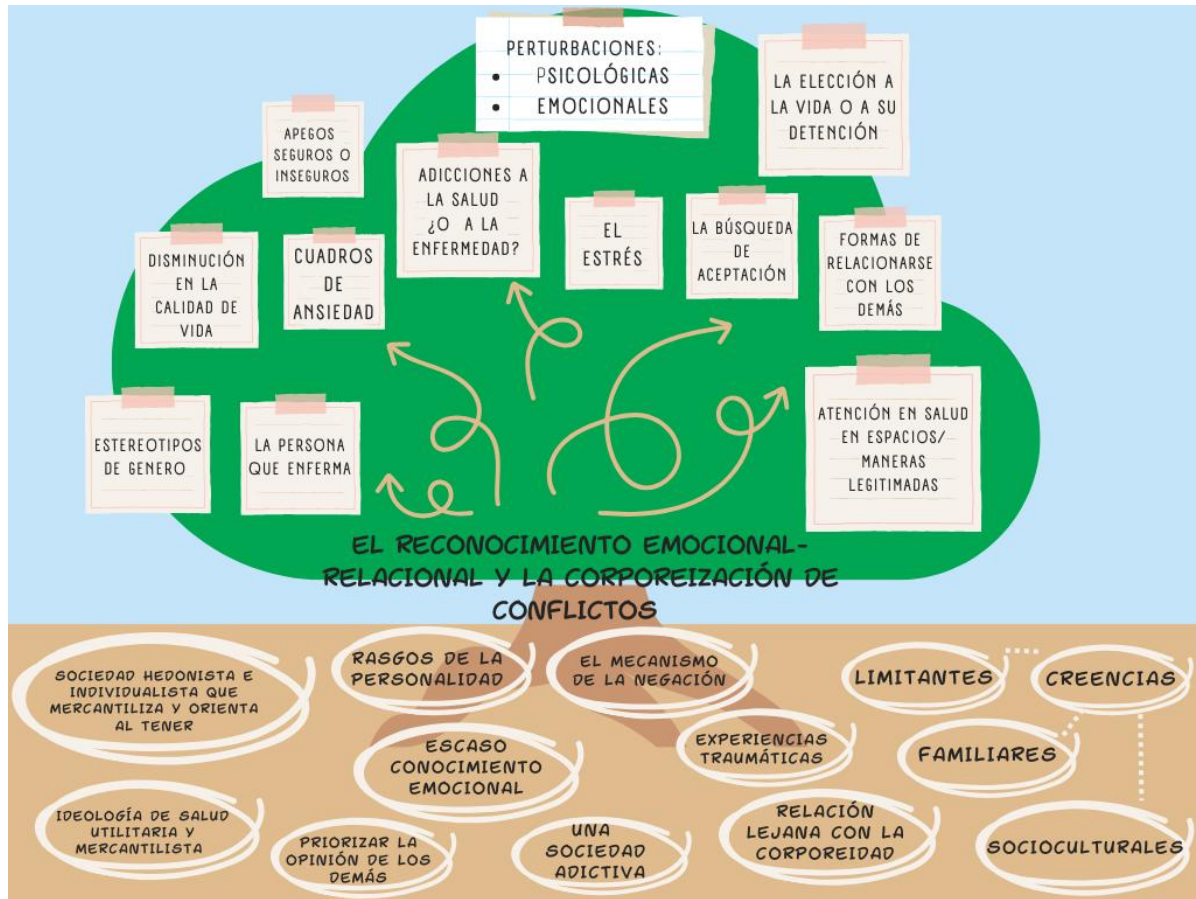 PERTURBACIONES:
• PSICOLÓGICAS
• EMOCIONALES
LA ELECCIÓN A
LA VIDA O A SU
DETENCIÓN
APEGOS
SEGUROS O
INSEGUROS
ADICCIONES A
LA SALUD
¿O A LA
ENFERMEDAD?
EL
ESTRÉS
LA BÚSQUEDA
DE
ACEPTACIÓN
FORMAS DE
RELACIONARSE
CON LOS
DEMÁS
DISMINUCIÓN
EN LA
CALIDAD DE
VIDA
CUADROS
DE
ANSIEDAD
ESTEREOTIPOS
DE GENERO
LA PERSONA
QUE ENFERMA
ATENCIÓN EN SALUD
EN ESPACIOS/
MANERAS
LEGITIMADAS
EL RECONOCIMIENTO EMOCIONAL-
RELACIONAL Y LA CORPOREIZACIÓN DE
CONFLICTOS
SOCIEDAD HEDONISTA E
INDIVIDUALISTA QUE
MERCANTILIZA Y ORIENTA
AL TENER
RASGOS DE LA
PERSONALIDAD
EL MECANISMO
DE LA NEGACIÓN
LIMITANTES
CREENCIAS
ESCASO
CONOCIMIENTO
EMOCIONAL
EXPERIENCIAS
TRAUMÁTICAS
FAMILIARES
IDEOLOGÍA DE SALUD
UTILITARIA Y
MERCANTILISTA
PRIORIZAR LA
OPINIÓN DE LOS
DEMÁS
UNA
SOCIEDAD
ADICTIVA
RELACIÓN
LEJANA CON LA
CORPOREIDAD
SOCIOCULTURALES